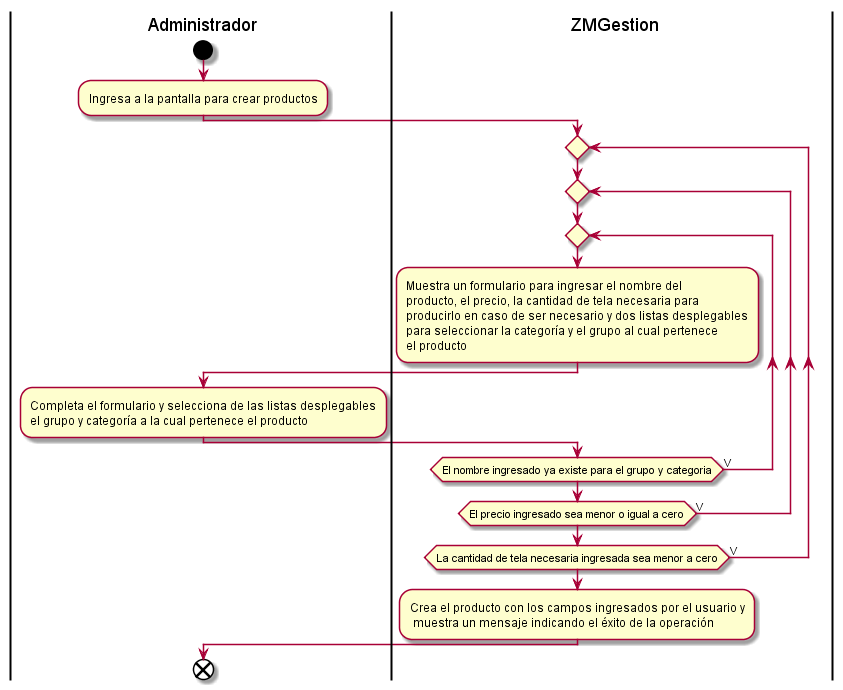 Administrador
ZMGestion
Ingresa a la pantalla para crear productos
Muestra un formulario para ingresar el nombre del
producto, el precio, la cantidad de tela necesaria para
producirlo en caso de ser necesario y dos listas desplegables
para seleccionar la categoría y el grupo al cual pertenece
el producto
Completa el formulario y selecciona de las listas desplegables
el grupo y categoría a la cual pertenece el producto
El nombre ingresado ya existe para el grupo y categoria
V
El precio ingresado sea menor o igual a cero
V
La cantidad de tela necesaria ingresada sea menor a cero
V
Crea el producto con los campos ingresados por el usuario y
muestra un mensaje indicando el éxito de la operación